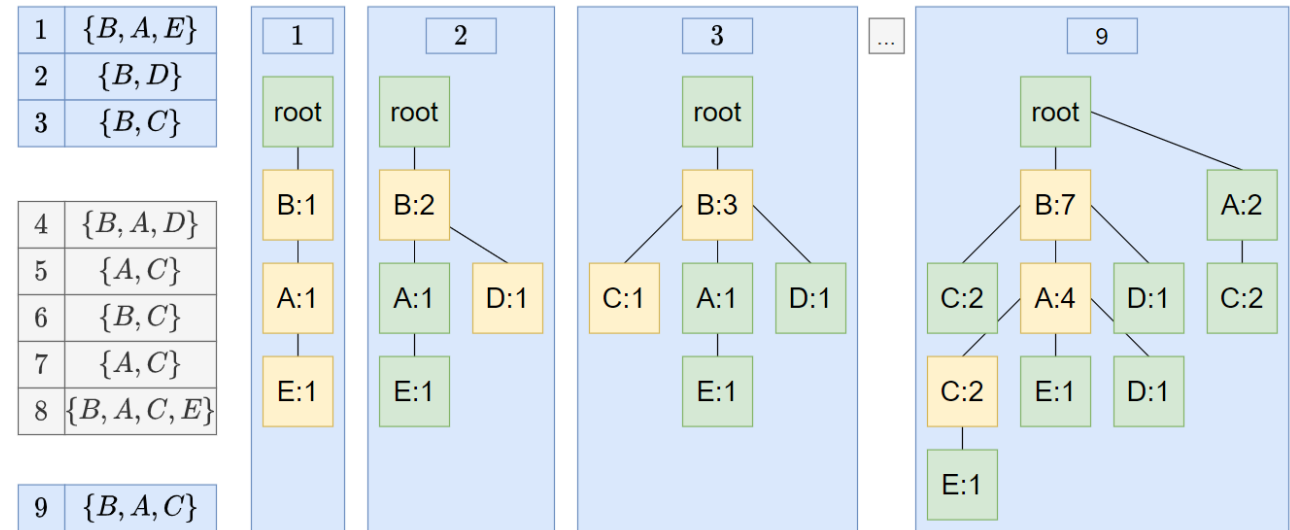 1 {B, A, E}
2 {B, D}
3 {B, C}
4 {B, A, D}
5 {A, C}
6 {B, C}
7 {A, C}
8 {B, A, C, E}
9 {B, A, C}
1
root
B:1
A:1
E:1
2
root
B:2
A:1 D:1
E:1
3
root
B:3
C:1 A:1 D:1
E:1
...
9
root
B:7 A:2
C:2 A:4 D:1 C:2
C:2 E:1 D:1
E:1